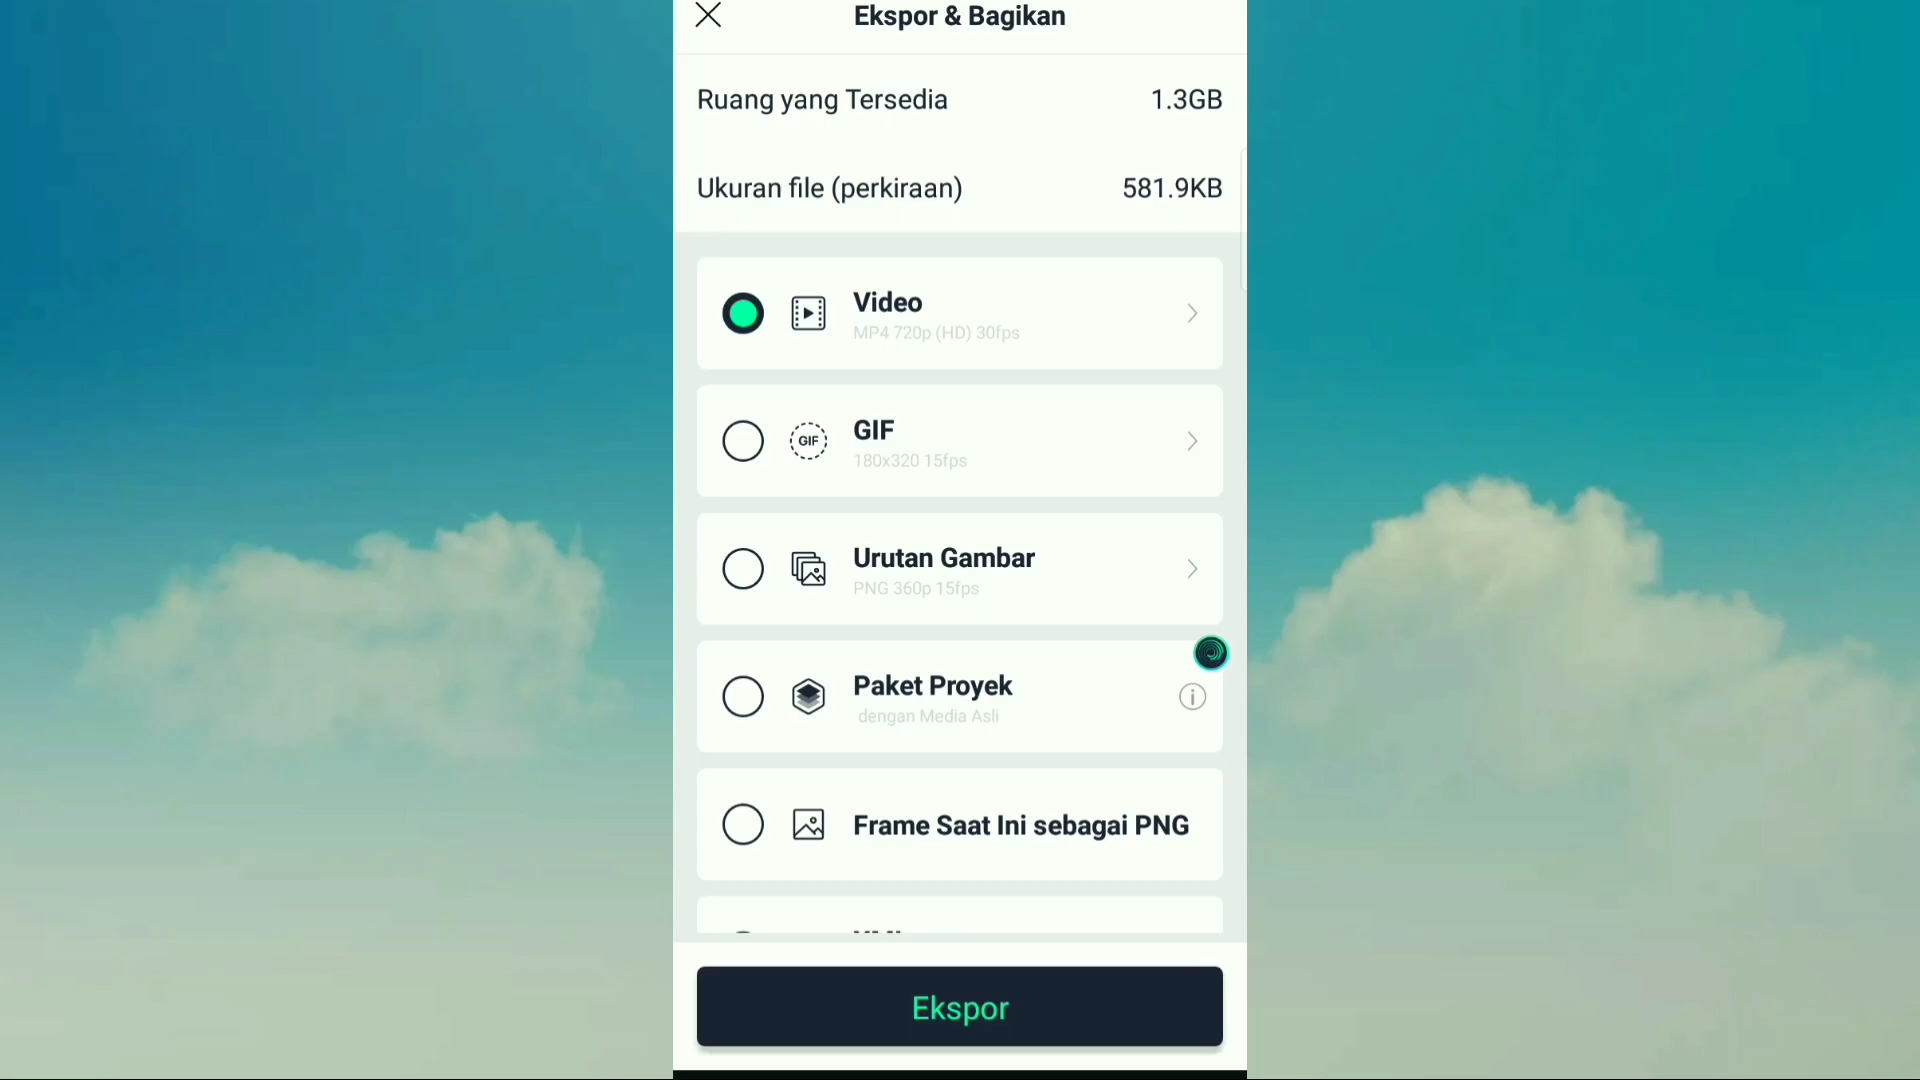 Ekspor & Bagikan
Ruang yang Tersedia 1.3GB
Ukuran file (perkiraan) 581.9KB
Video
MP4 720p (HD) 30fps
GIF
GIF
180x320 15fps
Urutan Gambar
PNG 360p 15fps
Paket Proyek
dengan Media Asli
Frame Saat Ini sebagai PNG
Ekspor